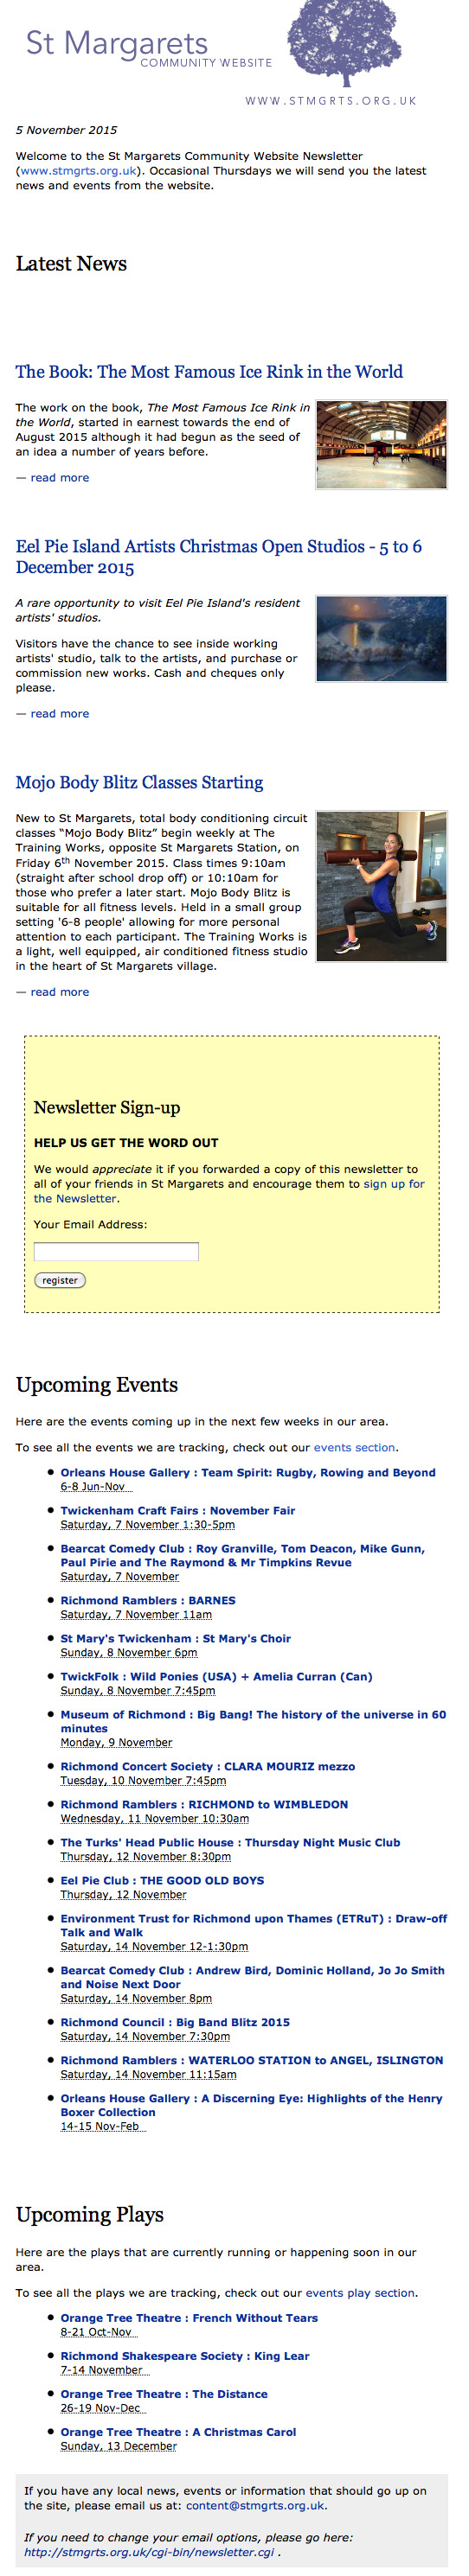 St Margarets
COMMUNITY WEBSITE
WWW.STMGRTS.ORG.UK
5 November 2015
Welcome to the St Margarets Community Website Newsletter
(www.stmgrts.org.uk). Occasional Thursdays we will send you the latest
news and events from the website.
Latest News
The Book: The Most Famous Ice Rink in the World
The work on the book, The Most Famous Ice Rink in
the World, started in earnest towards the end of
August 2015 although it had begun as the seed of
an idea a number of years before.
— read more
Eel Pie Island Artists Christmas Open Studios - 5 to 6
December 2015
A rare opportunity to visit Eel Pie Island's resident
artists' studios.
Visitors have the chance to see inside working
artists' studio, talk to the artists, and purchase or
commission new works. Cash and cheques only
please.
— read more
Mojo Body Blitz Classes Starting
New to St Margarets, total body conditioning circuit
classes “Mojo Body Blitz” begin weekly at The
Training Works, opposite St Margarets Station, on
Friday 6th November 2015. Class times 9:10am
(straight after school drop off) or 10:10am for
those who prefer a later start. Mojo Body Blitz is
suitable for all fitness levels. Held in a small group
setting '6-8 people' allowing for more personal
attention to each participant. The Training Works is
a light, well equipped, air conditioned fitness studio
in the heart of St Margarets village.
— read more
Newsletter Sign-up
HELP US GET THE WORD OUT
We would appreciate it if you forwarded a copy of this newsletter to
all of your friends in St Margarets and encourage them to sign up for
the Newsletter.
Your Email Address:
register
Upcoming Events
Here are the events coming up in the next few weeks in our area.
To see all the events we are tracking, check out our events section.
• Orleans House Gallery : Team Spirit: Rugby, Rowing and Beyond
6-8 Jun-Nov
• Twickenham Craft Fairs : November Fair
Saturday, 7 November 1:30-5pm
• Bearcat Comedy Club : Roy Granville, Tom Deacon, Mike Gunn,
Paul Pirie and The Raymond & Mr Timpkins Revue
Saturday, 7 November
• Richmond Ramblers : BARNES
Saturday, 7 November 11am
• St Mary's Twickenham : St Mary's Choir
Sunday, 8 November 6pm
• TwickFolk : Wild Ponies (USA) + Amelia Curran (Can)
Sunday, 8 November 7:45pm
• Museum of Richmond : Big Bang! The history of the universe in 60
minutes
Monday, 9 November
• Richmond Concert Society : CLARA MOURIZ mezzo
Tuesday, 10 November 7:45pm
• Richmond Ramblers : RICHMOND to WIMBLEDON
Wednesday, 11 November 10:30am
• The Turks' Head Public House : Thursday Night Music Club
Thursday, 12 November 8:30pm
• Eel Pie Club : THE GOOD OLD BOYS
Thursday, 12 November
• Environment Trust for Richmond upon Thames (ETRuT) : Draw-off
Talk and Walk
Saturday, 14 November 12-1:30pm
• Bearcat Comedy Club : Andrew Bird, Dominic Holland, Jo Jo Smith
and Noise Next Door
Saturday, 14 November 8pm
• Richmond Council : Big Band Blitz 2015
Saturday, 14 November 7:30pm
• Richmond Ramblers : WATERLOO STATION to ANGEL, ISLINGTON
Saturday, 14 November 11:15am
• Orleans House Gallery : A Discerning Eye: Highlights of the Henry
Boxer Collection
14-15 Nov-Feb
Upcoming Plays
Here are the plays that are currently running or happening soon in our
area.
To see all the plays we are tracking, check out our events play section.
• Orange Tree Theatre : French Without Tears
8-21 Oct-Nov
• Richmond Shakespeare Society : King Lear
7-14 November
• Orange Tree Theatre : The Distance
26-19 Nov-Dec
• Orange Tree Theatre : A Christmas Carol
Sunday, 13 December
If you have any local news, events or information that should go up on
the site, please email us at: content@stmgrts.org.uk.
If you need to change your email options, please go here:
http://stmgrts.org.uk/cgi-bin/newsletter.cgi .